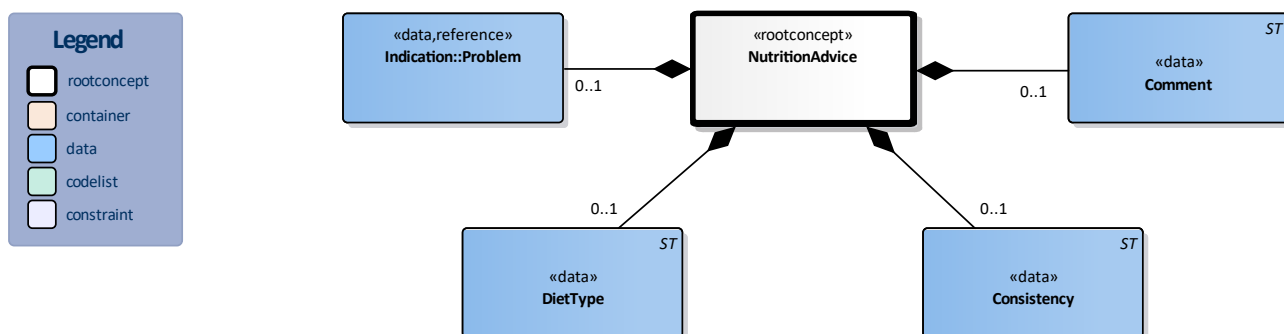 Legend
rootconcept
container
data
codelist
constraint
«data,reference»
Indication::Problem
0..1
«rootconcept»
NutritionAdvice
ST
«data»
Comment
0..1
0..1
ST
«data»
DietType
0..1
ST
«data»
Consistency